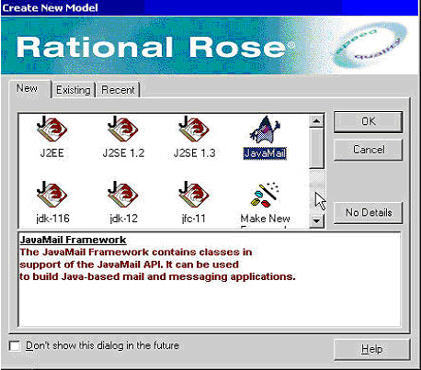 Create New Model
Rational Rose®
speed
quality
New Existing Recent
J2EE J2SE 1.2 J2SE 1.3 JavaMail
OK
Cancel
jdk-116 jdk-12 jfc-11 Make New
No Details
JavaMail Framework
The JavaMail Framework contains classes in
support of the JavaMail API. It can be used
to build Java-based mail and messaging applications.
Don't show this dialog in the future
Help